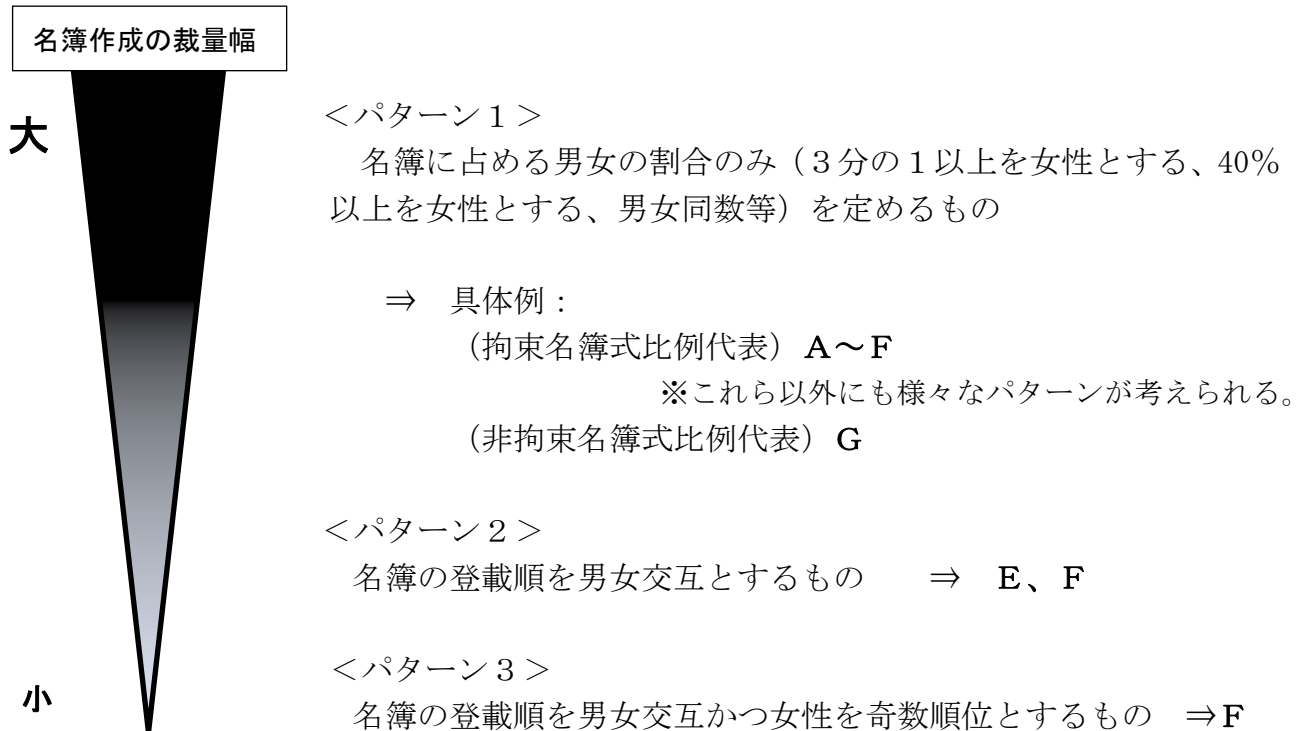 名簿作成の裁量幅
大
<パターン１>
名簿に占める男女の割合のみ（３分の１以上を女性とする、40％
以上を女性とする、男女同数等）を定めるもの
⇒　具体例：
（拘束名簿式比例代表）Ａ～Ｆ
※これら以外にも様々なパターンが考えられる。
（非拘束名簿式比例代表）Ｇ
<パターン２>
名簿の登載順を男女交互とするもの　　⇒　Ｅ、Ｆ
<パターン３>
小
名簿の登載順を男女交互かつ女性を奇数順位とするもの　⇒Ｆ